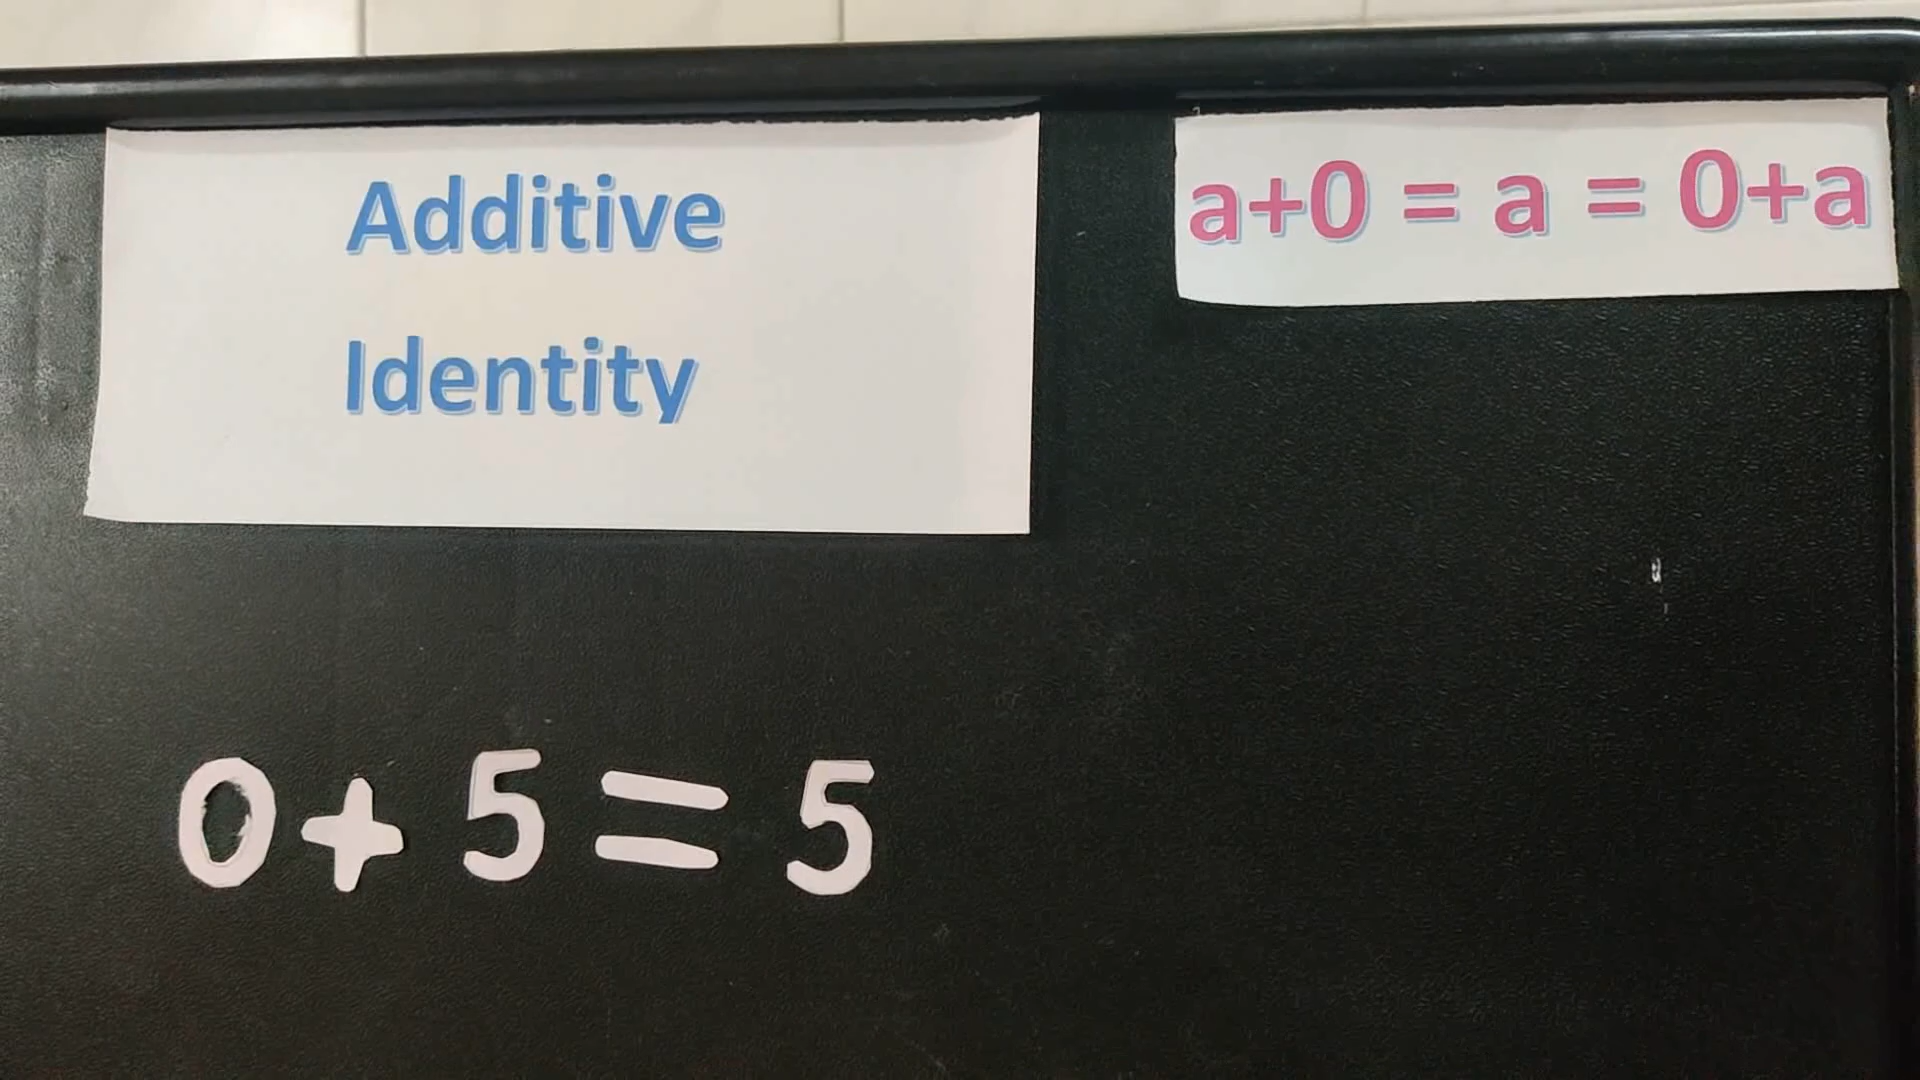 Additive
Identity
a+0 = a = 0+a
0+5=5